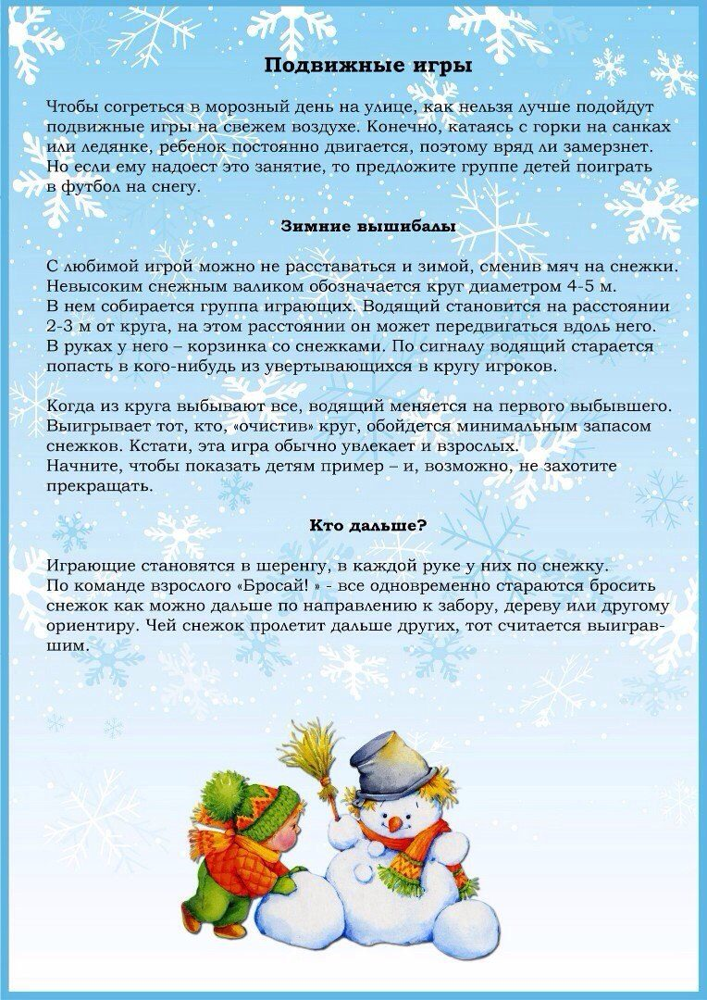 Подвижные игры
Чтобы согреться в морозный день на улице, как нельзя лучше подойдут
подвижные игры на свежем воздухе. Конечно, катаясь с горки на санках
или ледянке, ребенок постоянно двигается, поэтому вряд ли замерзнет.
Но если ему надоест это занятие, то предложите группе детей поиграть
в футбол на снегу.
Зимние вышибалы
С любимой игрой можно не расставаться и зимой, сменив мяч на снежки.
Невысоким снежным валиком обозначается круг диаметром 4-5 м.
В нем собирается группа играющих. Водящий становится на расстоянии
2-3 м от круга, на этом расстоянии он может передвигаться вдоль него.
В руках у него – корзинка со снежками. По сигналу водящий старается
попасть в кого-нибудь из увертывающихся в кругу игроков.
Когда из круга выбывают все, водящий меняется на первого выбывшего.
Выигрывает тот, кто, «очистив» круг, обойдется минимальным запасом
снежков. Кстати, эта игра обычно увлекает и взрослых.
Начните, чтобы показать детям пример – и, возможно, не захотите
прекращать.
Кто дальше?
Играющие становятся в шеренгу, в каждой руке у них по снежку.
По команде взрослого «Бросай! » - все одновременно стараются бросить
снежок как можно дальше по направлению к забору, дереву или другому
ориентиру. Чей снежок пролетит дальше других, тот считается выиграв-
шим.